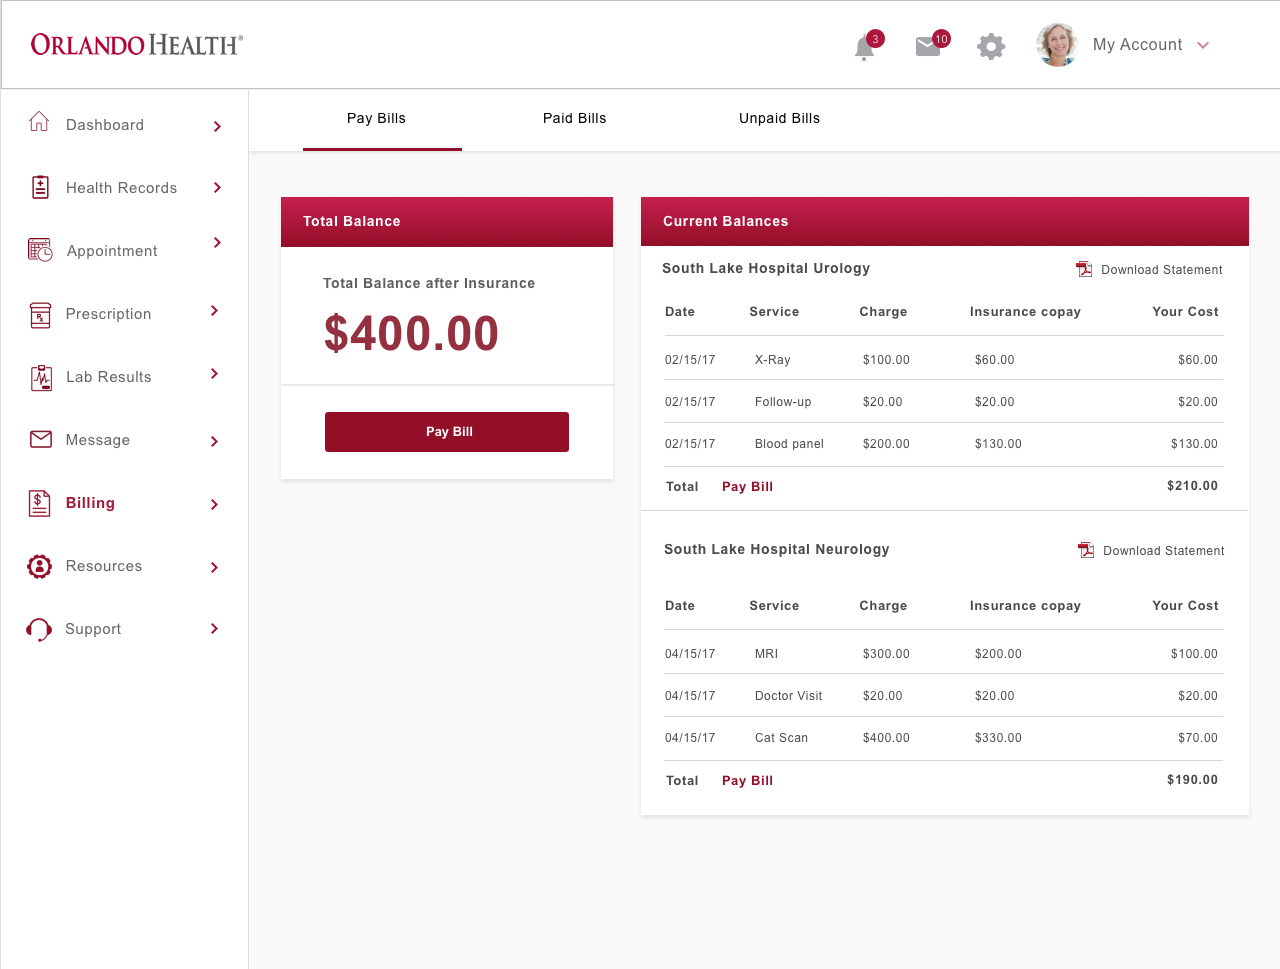 ORLANDO HEALTH®
3
10
My Account
Dashboard
Health Records
Appointment
Prescription
Lab Results
Message
Billing
Resources
Support
Pay Bills Paid Bills Unpaid Bills
Total Balance
Total Balance after Insurance
$400.00
Pay Bill
Current Balances
South Lake Hospital Urology Download Statement
Date Service Charge Insurance copay Your Cost
02/15/17 X-Ray $100.00 $60.00 $60.00
02/15/17 Follow-up $20.00 $20.00 $20.00
02/15/17 Blood panel $200.00 $130.00 $130.00
Total Pay Bill $210.00
South Lake Hospital Neurology Download Statement
Date Service Charge Insurance copay Your Cost
04/15/17 MRI $300.00 $200.00 $100.00
04/15/17 Doctor Visit $20.00 $20.00 $20.00
04/15/17 Cat Scan $400.00 $330.00 $70.00
Total Pay Bill $190.00